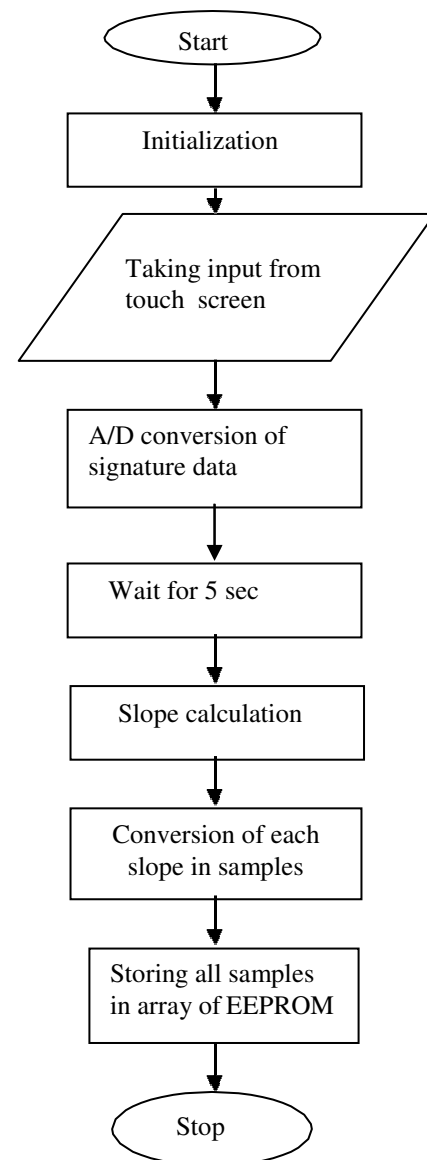 Start
Initialization
Taking input from
touch screen
A/D conversion of
signature data
Wait for 5 sec
Slope calculation
Conversion of each
slope in samples
Storing all samples
in array of EEPROM
Stop